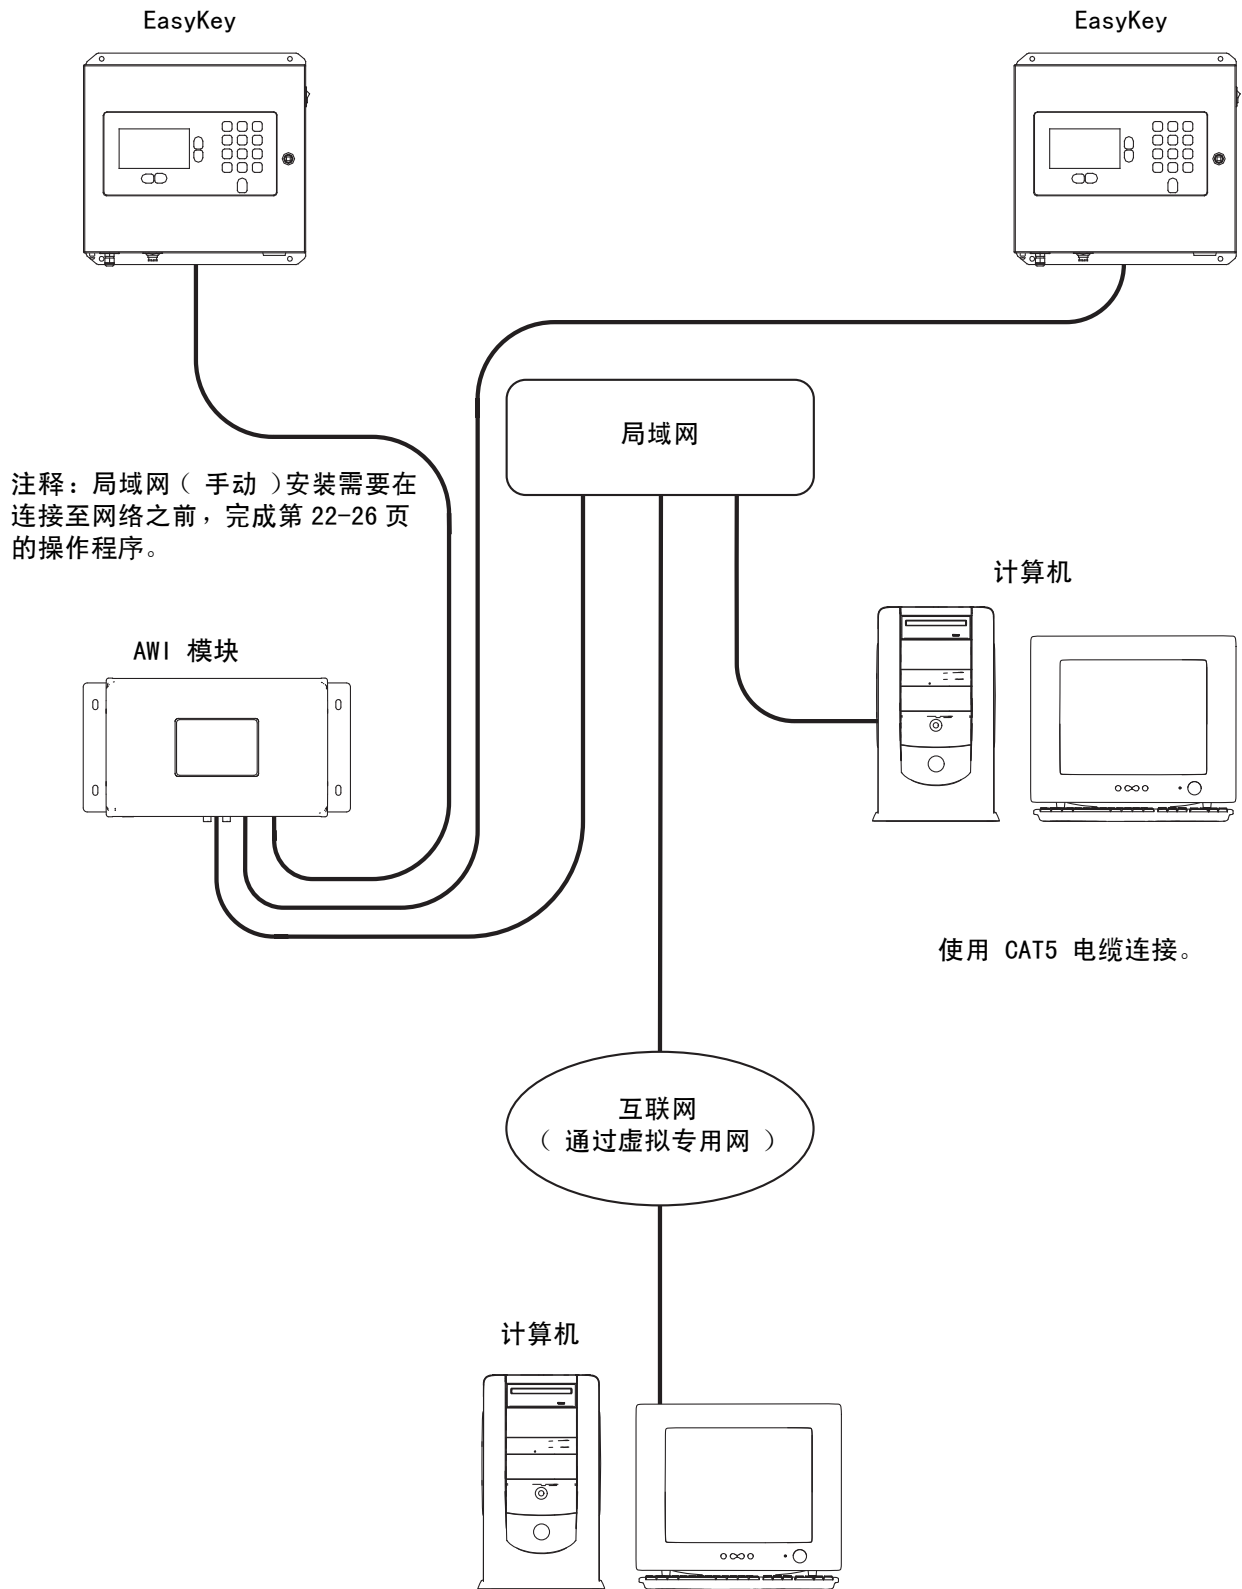 EasyKey
EasyKey
局域网
注释：局域网（ 手动 ）安装需要在
连接至网络之前，完成第 22-26 页
的操作程序。
计算机
AWI 模块
使用 CAT5 电缆连接。
互联网
（ 通过虚拟专用网 ）
计算机